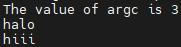 The value of argc is 3
halo
hiii